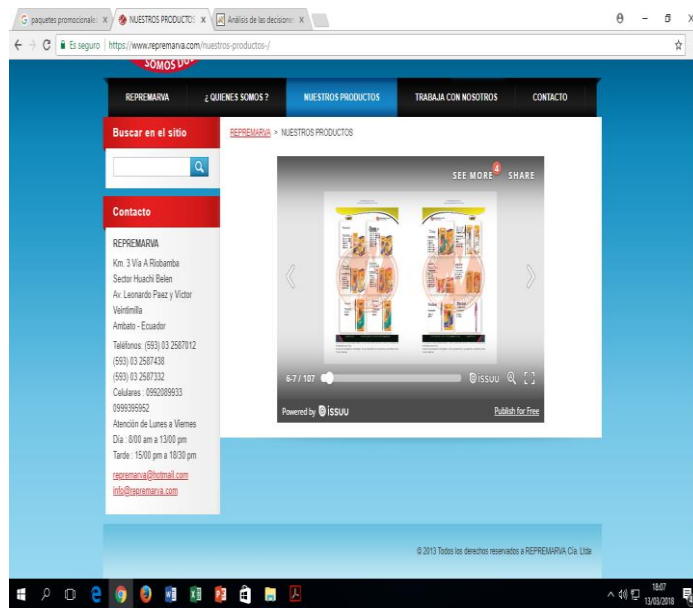 paquetes promocionale
NUESTROS PRODUCTOS
Análisis de las decision
Es seguro | https://www.repremarva.com/nuestros-productos-/
SOMOS
REPREMARVA
¿ QUIENES SOMOS ?
NUESTROS PRODUCTOS
TRABAJA CON NOSOTROS
CONTACTO
Buscar en el sitio
REPREMARVA > NUESTROS PRODUCTOS
SEE MORE 4 SHARE
Contacto
REPREMARVA
Km. 3 Vía A Riobamba
Sector Huachi Belen
Av. Leonardo Paez y Victor
Veintimilla
Ambato - Ecuador
Teléfonos: (593) 03 2587012
(593) 03 2587438
(593) 03 2587332
Celulares : 0992089933
0999395952
Atención de Lunes a Viernes
Día : 8:00 am a 13:00 pm
Tarde : 15:00 pm a 18:30 pm
repremarva@hotmail.com
info@repremarva.com
6-7 / 107
issuu
Powered by issuu
Publish for Free
© 2013 Todos los derechos reservados a REPREMARVA Cía. Ltda
18:07
13/03/2018